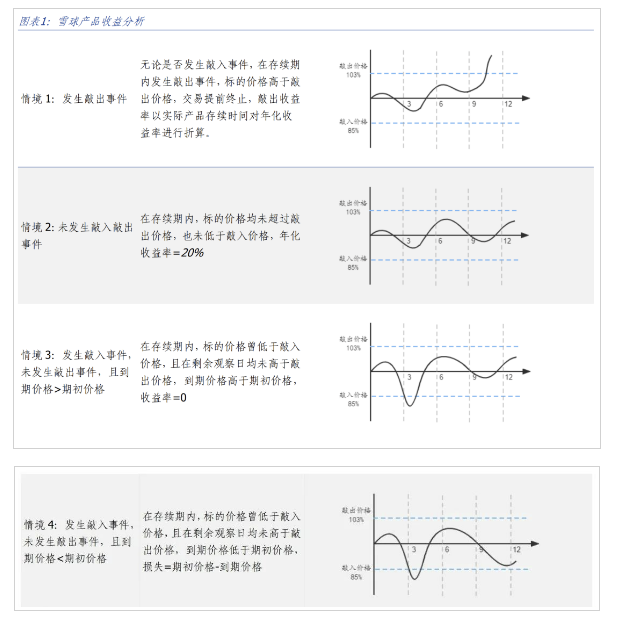 图表1：雪球产品收益分析
情境 1：发生敲出事件
无论是否发生敲入事件，在存续期
内发生敲出事件，标的价格高于敲
出价格，交易提前终止，敲出收益
率以实际产品存续时间对年化收
益率进行折算。
敲出价格
103%
3 6 9 12
敲入价格
85%
情境 2：未发生敲入敲出
事件
在存续期内，标的价格均未超过敲
出价格，也未低于敲入价格，年化
收益率=20%
敲出价格
103%
3 6 9 12
敲入价格
85%
情境 3：发生敲入事件，
未发生敲出事件，且到
期价格>期初价格
在存续期内，标的价格曾低于敲入
价格，且在剩余观察日均未高于敲
出价格，到期价格高于期初价格，
收益率=0
敲出价格
103%
3 6 9 12
敲入价格
85%
情境 4：发生敲入事件，
未发生敲出事件，且到
期价格<期初价格
在存续期内，标的价格曾低于敲入
价格，且在剩余观察日均未高于敲
出价格，到期价格低于期初价格，
损失=期初价格-到期价格
敲出价格
103%
3 6 9 12
敲入价格
85%